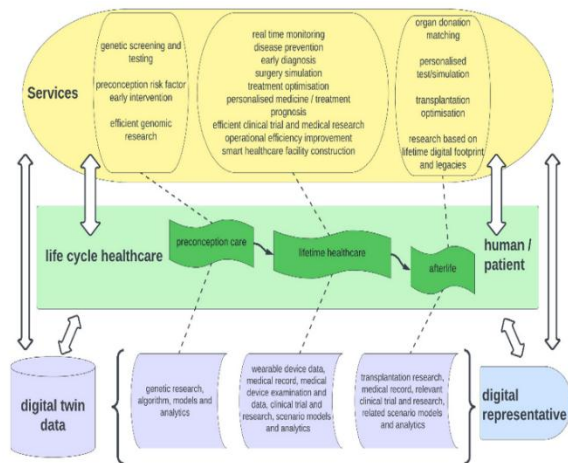 Services
genetic screening and
testing
preconception risk factor
early intervention
efficient genomic
research
real time monitoring
disease prevention
early diagnosis
surgery simulation
treatment optimisation
personalised medicine / treatment
prognosis
efficient clinical trial and medical research
operational efficiency improvement
smart healthcare facility construction
organ donation
matching
personalised
test/simulation
transplantation
optimisation
research based on
lifetime digital footprint
and legacies
life cycle healthcare
preconception care
lifetime healthcare
afterlife
human /
patient
digital twin
data
genetic research,
algorithm, models and
analytics
wearable device data,
medical record, medical
device examination and
data, clinical trial and
research, scenario models
and analytics
transplantation research,
medical record, relevant
clinical trial and research,
related scenario models
and analytics
digital
representative